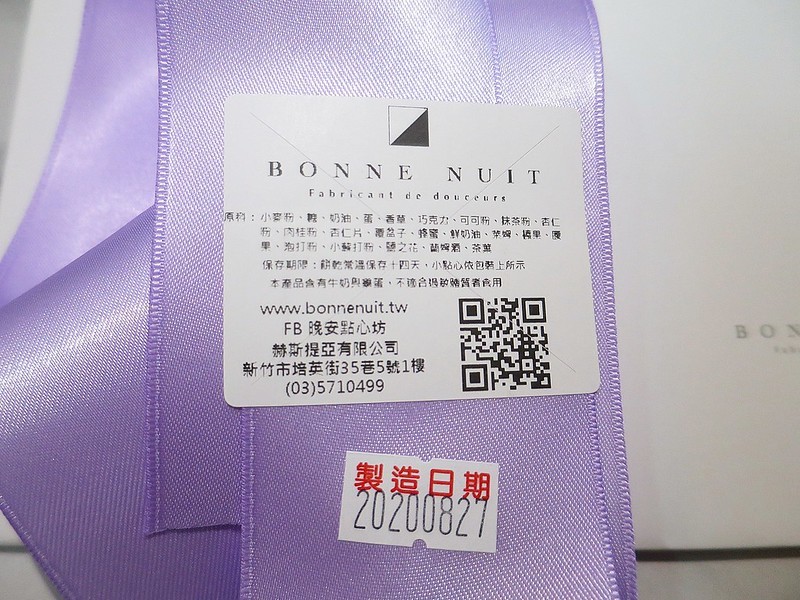 BONNE NUIT
Fabricant de douceurs
原料：小麥粉、糖、奶油、蛋、香草、巧克力、可可粉、抹茶粉、杏仁
粉、肉桂粉、杏仁片、覆盆子、蜂蜜、鮮奶油、萊姆、榛果、腰
果、泡打粉、小蘇打粉、鹽之花、蘭姆酒、茶葉
保存期限：餅乾常溫保存十四天，小點心依包裝上所示
本產品含有牛奶與雞蛋，不適合過敏體質者食用
www.bonnenuit.tw
FB 晚安點心坊
赫斯提亞有限公司
新竹市培英街35巷5號1樓
(03)5710499
製造日期
20200827
BON